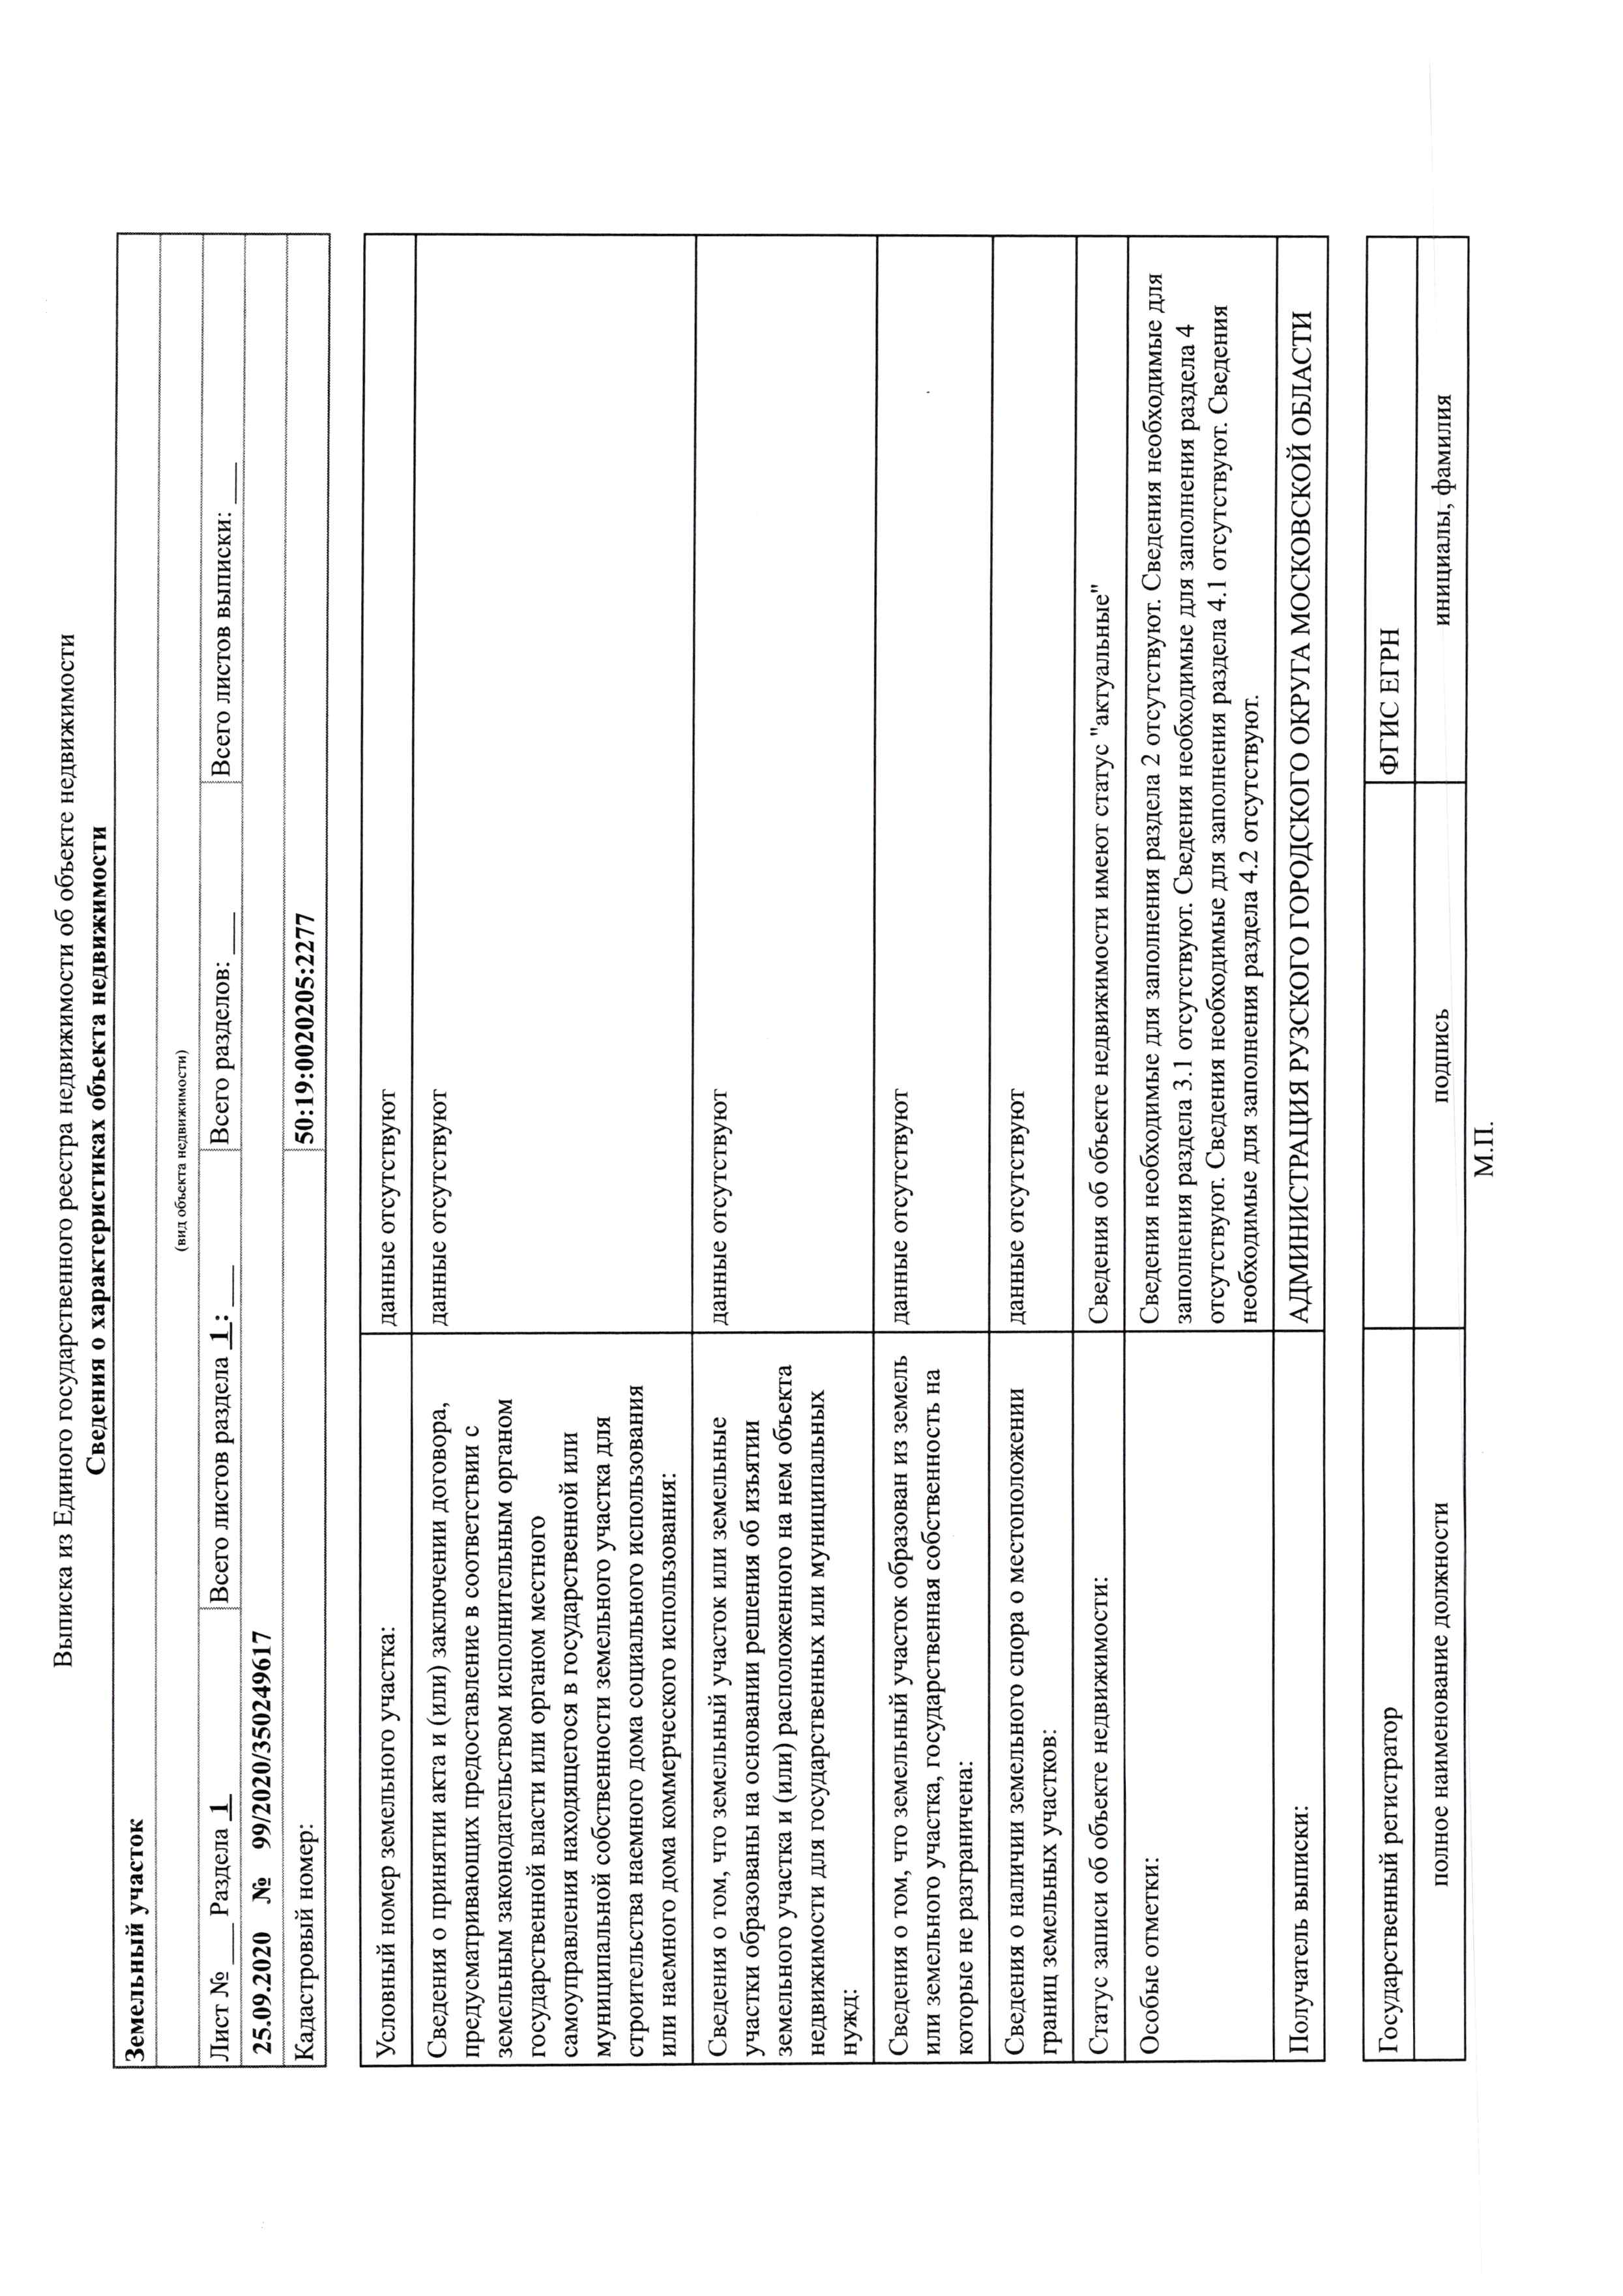 Выписка из Единого государственного реестра недвижимости об объекте недвижимости
Сведения о характеристиках объекта недвижимости
Земельный участок
(вид объекта недвижимости)
Лист № ___ Раздела 1 Всего листов раздела 1 : ___ Всего разделов: ___ Всего листов выписки: ___
25.09.2020 № 99/2020/350249617
Кадастровый номер: 50:19:0020205:2277
Условный номер земельного участка: данные отсутствуют
Сведения о принятии акта и (или) заключении договора, данные отсутствуют
предусматривающих предоставление в соответствии с
земельным законодательством исполнительным органом
государственной власти или органом местного
самоуправления находящегося в государственной или
муниципальной собственности земельного участка для
строительства наемного дома социального использования
или наемного дома коммерческого использования:
Сведения о том, что земельный участок или земельные данные отсутствуют
участки образованы на основании решения об изъятии
земельного участка и (или) расположенного на нем объекта
недвижимости для государственных или муниципальных
нужд:
Сведения о том, что земельный участок образован из земель данные отсутствуют
или земельного участка, государственная собственность на
которые не разграничена:
Сведения о наличии земельного спора о местоположении данные отсутствуют
границ земельных участков:
Статус записи об объекте недвижимости: Сведения об объекте недвижимости имеют статус "актуальные"
Особые отметки: Сведения необходимые для заполнения раздела 2 отсутствуют. Сведения необходимые для
заполнения раздела 3.1 отсутствуют. Сведения необходимые для заполнения раздела 4
отсутствуют. Сведения необходимые для заполнения раздела 4.1 отсутствуют. Сведения
необходимые для заполнения раздела 4.2 отсутствуют.
Получатель выписки: АДМИНИСТРАЦИЯ РУЗСКОГО ГОРОДСКОГО ОКРУГА МОСКОВСКОЙ ОБЛАСТИ
Государственный регистратор ФГИС ЕГРН
полное наименование должности подпись инициалы, фамилия
М.П.